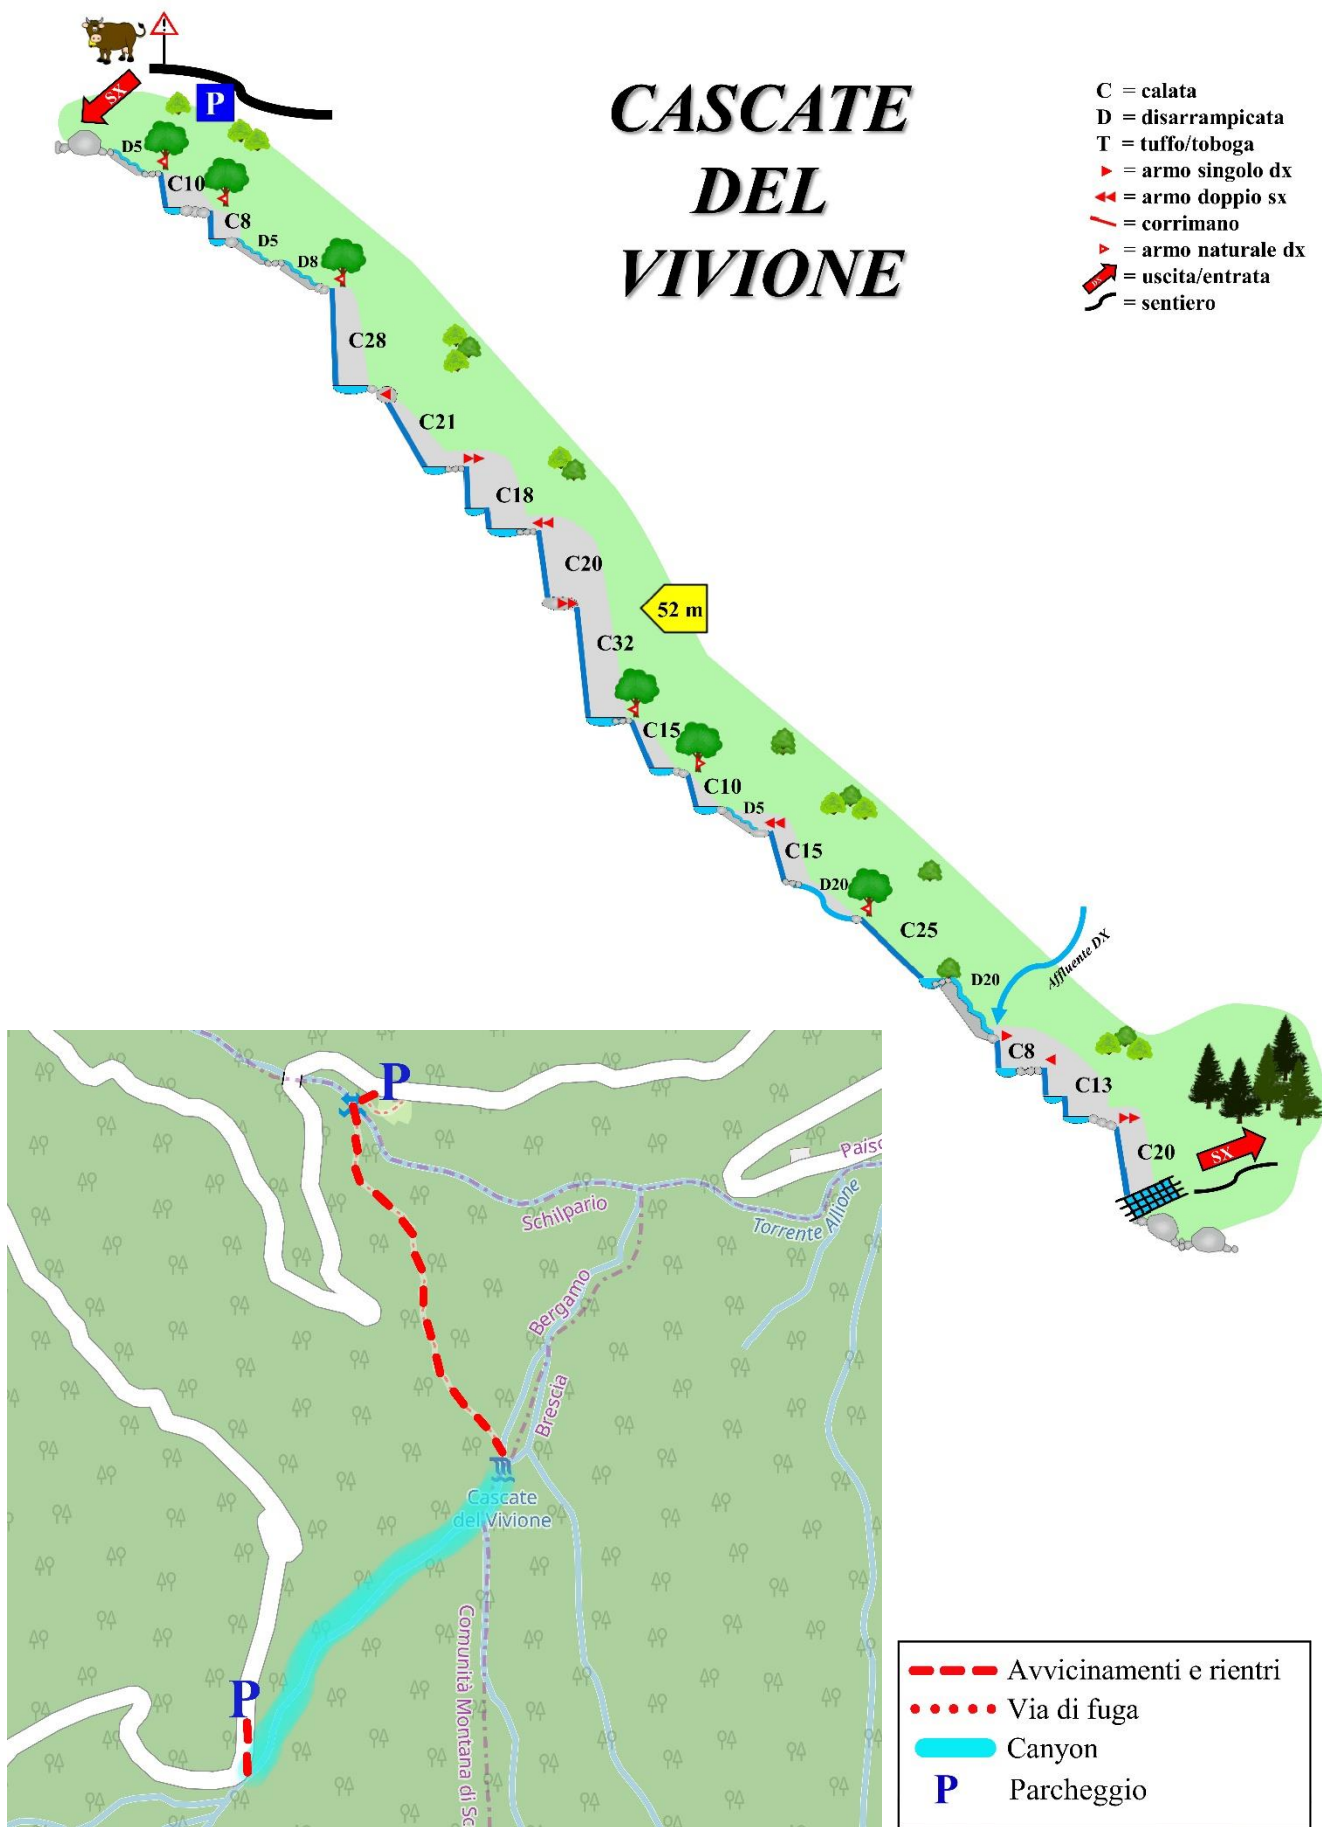 CASCATE
DEL
VIVIONE
C = calata
D = disarrampicata
T = tuffo/toboga
= armo singolo dx
= armo doppio sx
= corrimano
= armo naturale dx
DX = uscita/entrata
= sentiero
SX
P
D5
C10
C8
D5
D8
C28
C21
C18
C20
52 m
C32
C15
C10
D5
C15
D20
C25
D20
Affluente DX
C8
C13
C20
SX
P
Schilpario
Torrente Allione
Paisc
Bergamo
Brescia
Cascate
del Vivione
Comunità Montana di Sc
P
Avvicinamenti e rientri
Via di fuga
Canyon
P Parcheggio